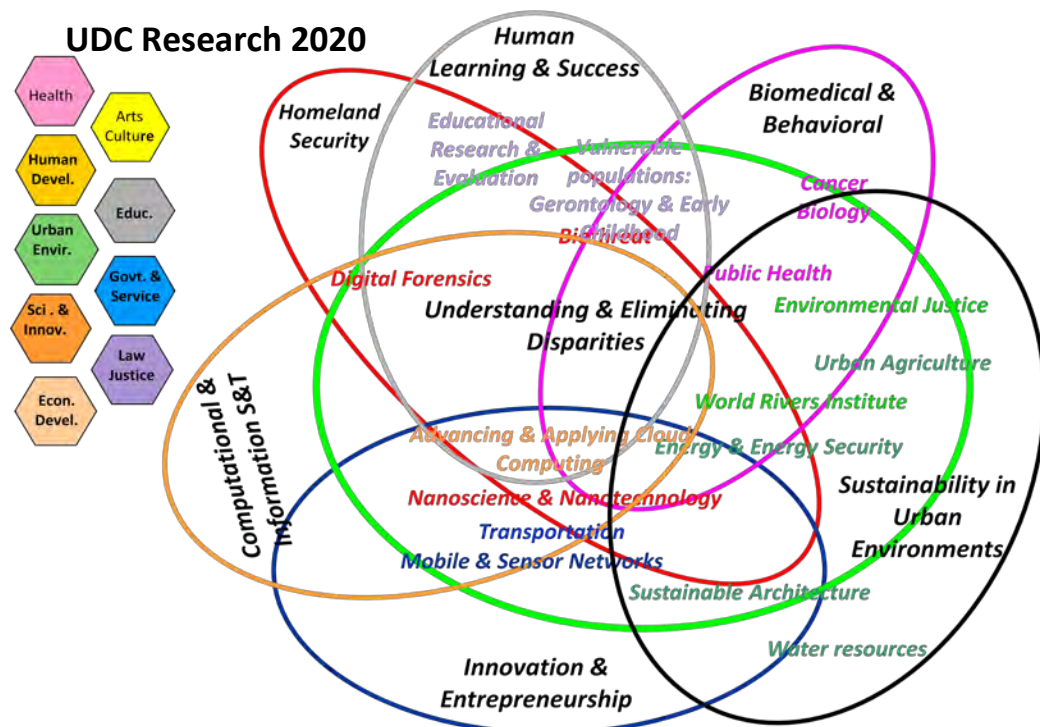 UDC Research 2020
Health
Arts
Culture
Human
Devel.
Educ.
Urban
Envir.
Govt. &
Service
Sci . &
Innov.
Law
Justice
Econ.
Devel.
Human
Learning & Success
Homeland
Security
Biomedical &
Behavioral
Educational
Research &
Evaluation
Vulnerable
populations:
Gerontology & Early
Childhood
Cancer
Biology
BioThreat
Digital Forensics
Public Health
Environmental Justice
Understanding & Eliminating
Disparities
Urban Agriculture
World Rivers Institute
Computational &
Information S&T
Advancing & Applying Cloud
Computing
Energy & Energy Security
Nanoscience & Nanotechnology
Sustainability in
Urban
Environments
Transportation
Mobile & Sensor Networks
Sustainable Architecture
Water resources
Innovation &
Entrepreneurship